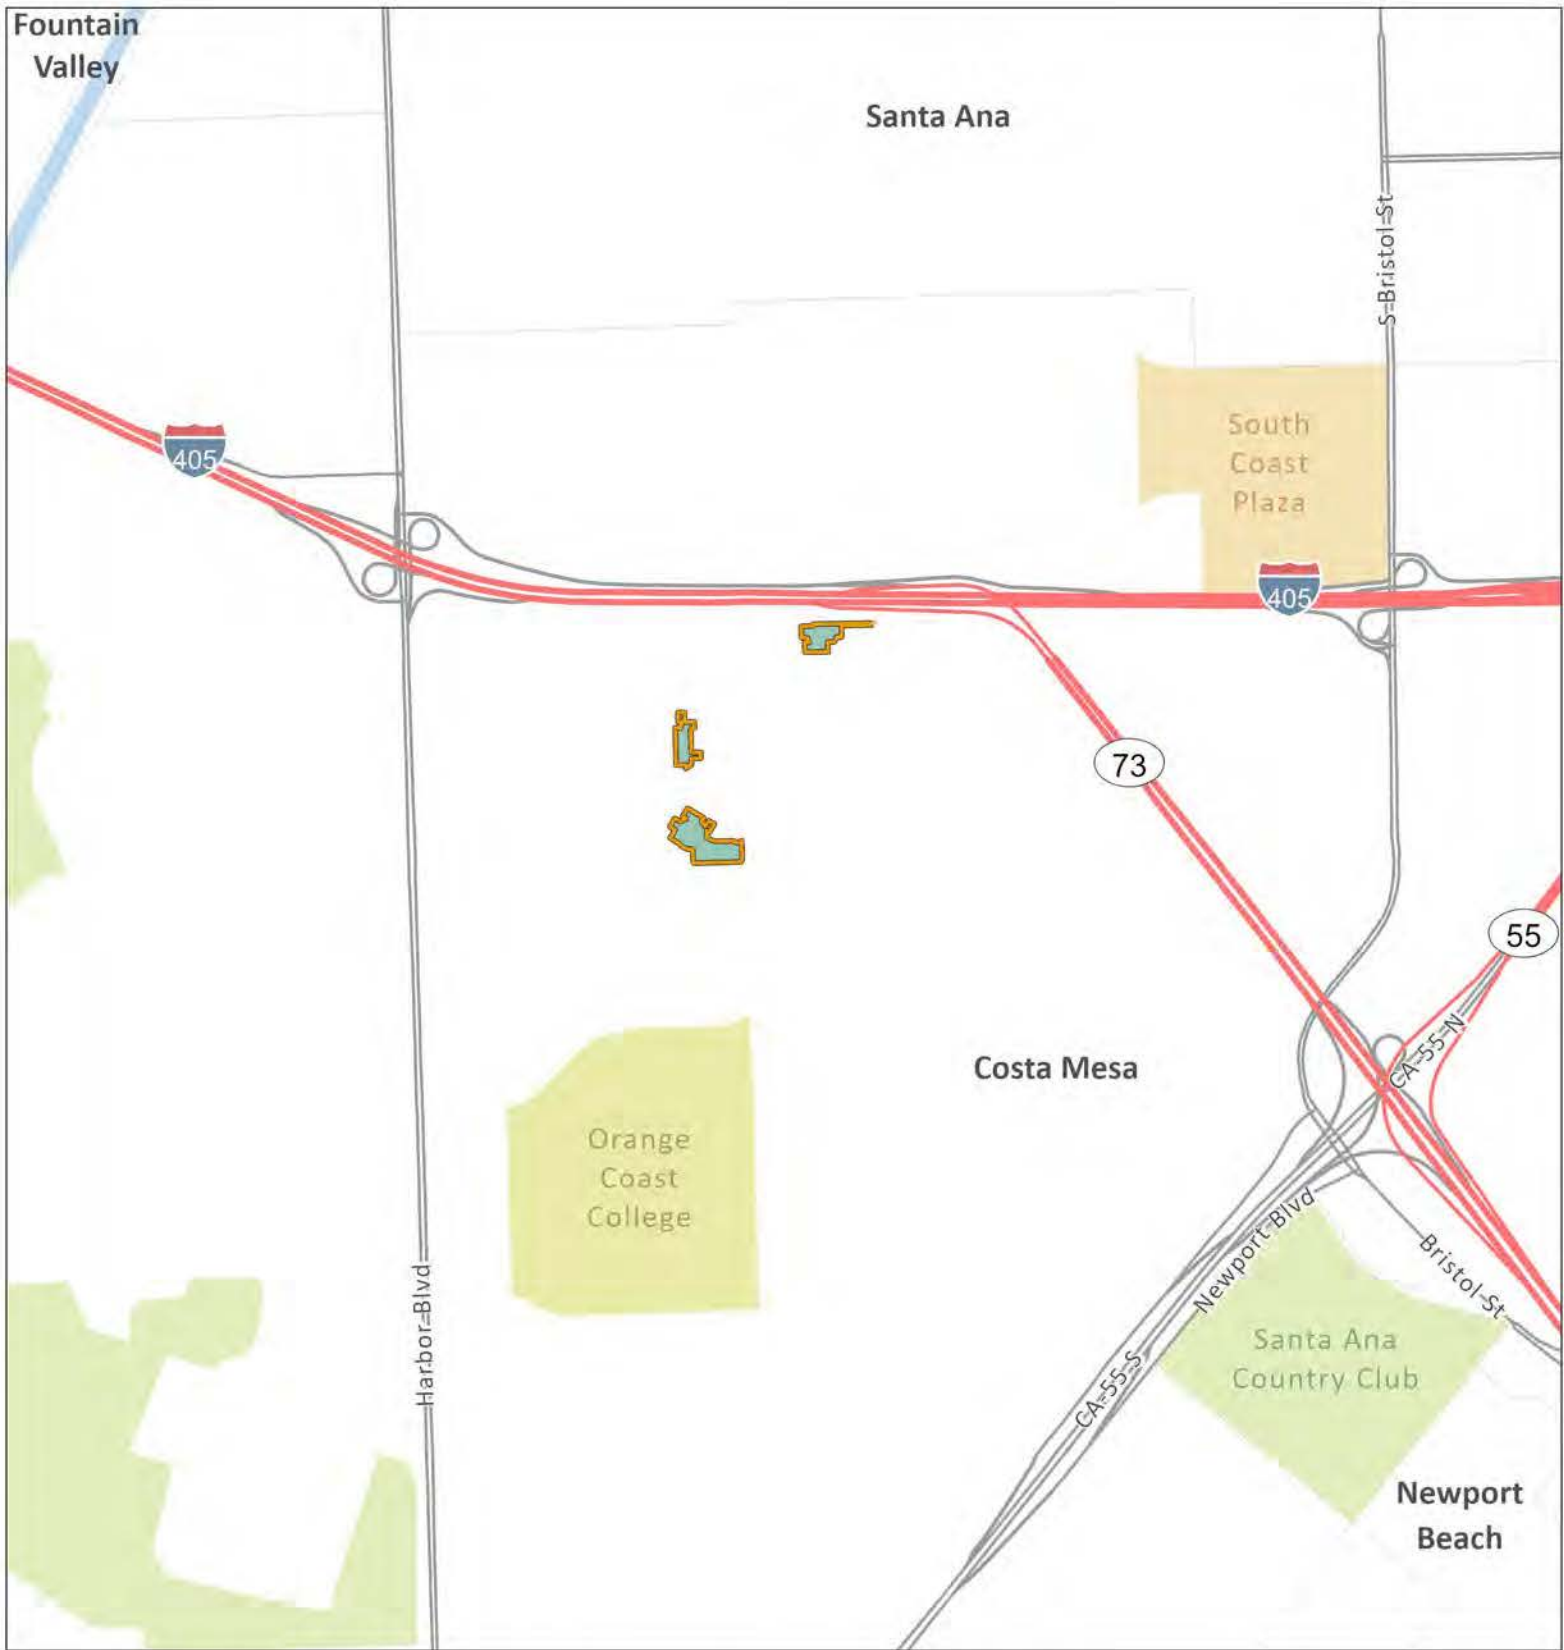 Fountain
Valley
Santa Ana
S Bristol St
South
Coast
Plaza
405
405
73
55
CA-55 N
Costa Mesa
Orange
Coast
College
Newport Blvd
Bristol St
Harbor Blvd
Santa Ana
Country Club
CA-55 S
Newport
Beach